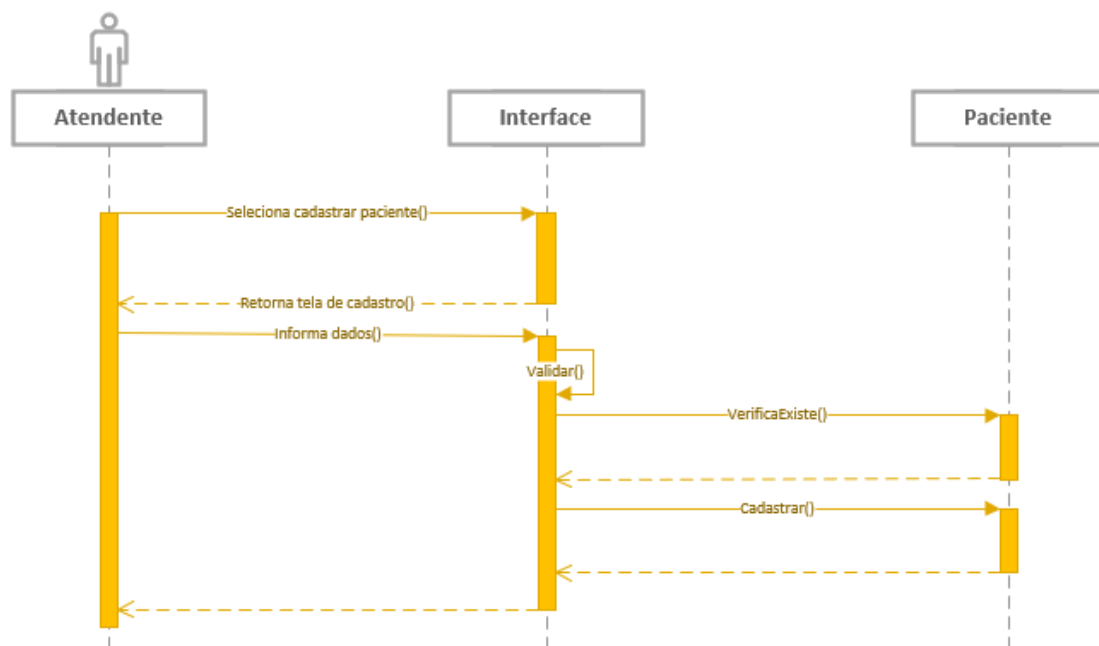 Atendente
Interface
Paciente
Seleciona cadastrar paciente()
Retorna tela de cadastro()
Informa dados()
Validar()
VerificaExiste()
Cadastrar()